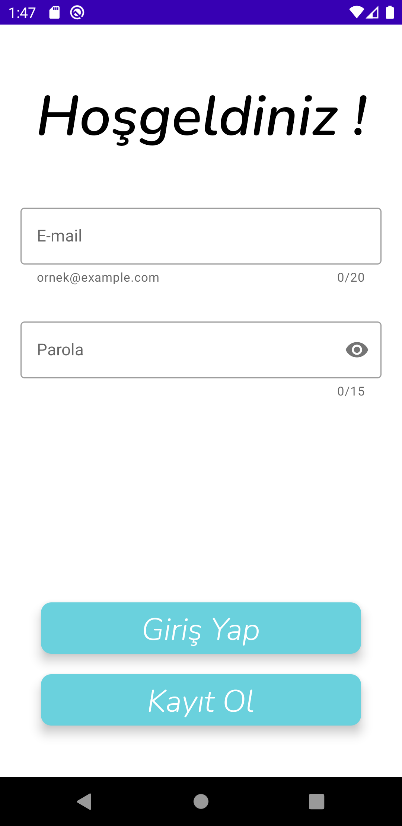 1:47
Hoşgeldiniz !
E-mail
ornek@example.com 0/20
Parola
0/15
Giriş Yap
Kayıt Ol